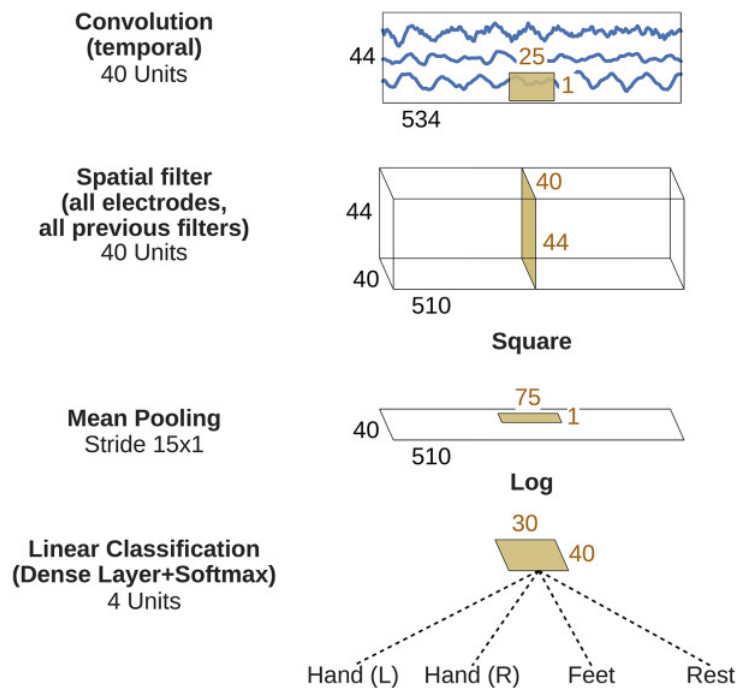 Convolution
(temporal)
40 Units
44
25
1
534
Spatial filter
(all electrodes,
all previous filters)
40 Units
44
40
40
44
510
Square
Mean Pooling
Stride 15x1
40
75
1
510
Log
Linear Classification
(Dense Layer+Softmax)
4 Units
30
40
Hand (L) Hand (R) Feet Rest